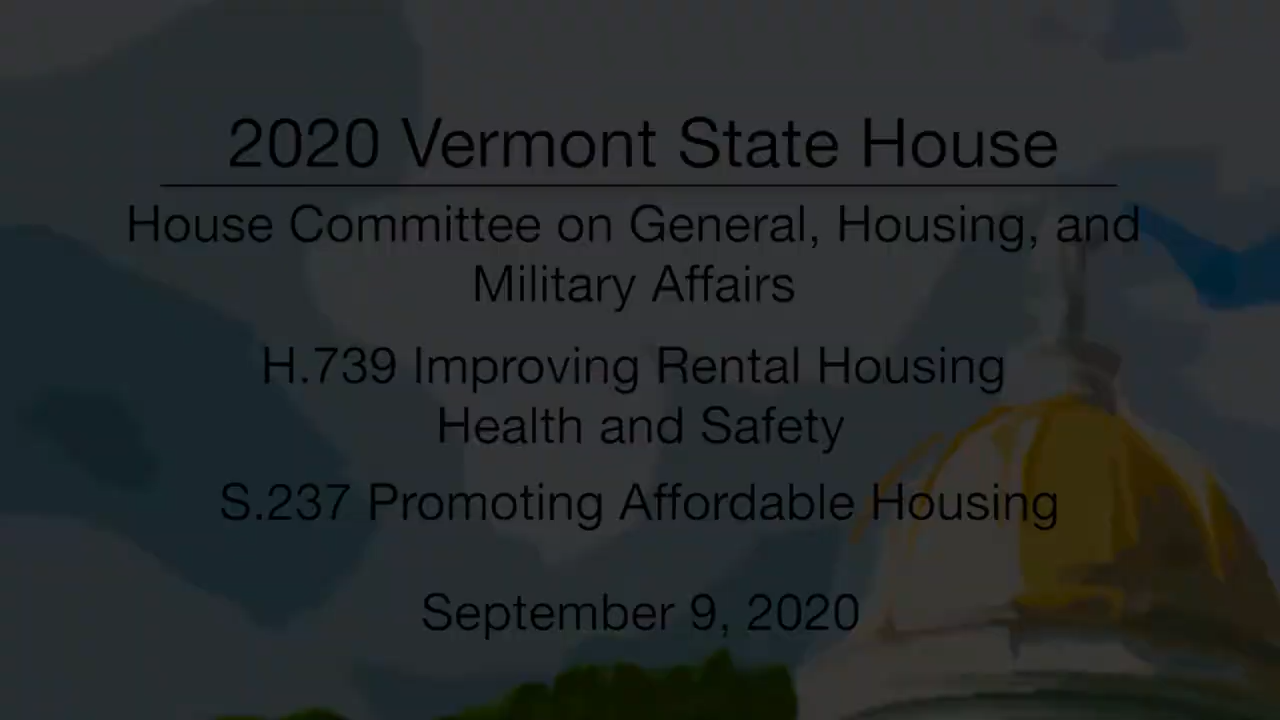 2020 Vermont State House
House Committee on General, Housing, and
Military Affairs
H.739 Improving Rental Housing
Health and Safety
S.237 Promoting Affordable Housing
September 9, 2020